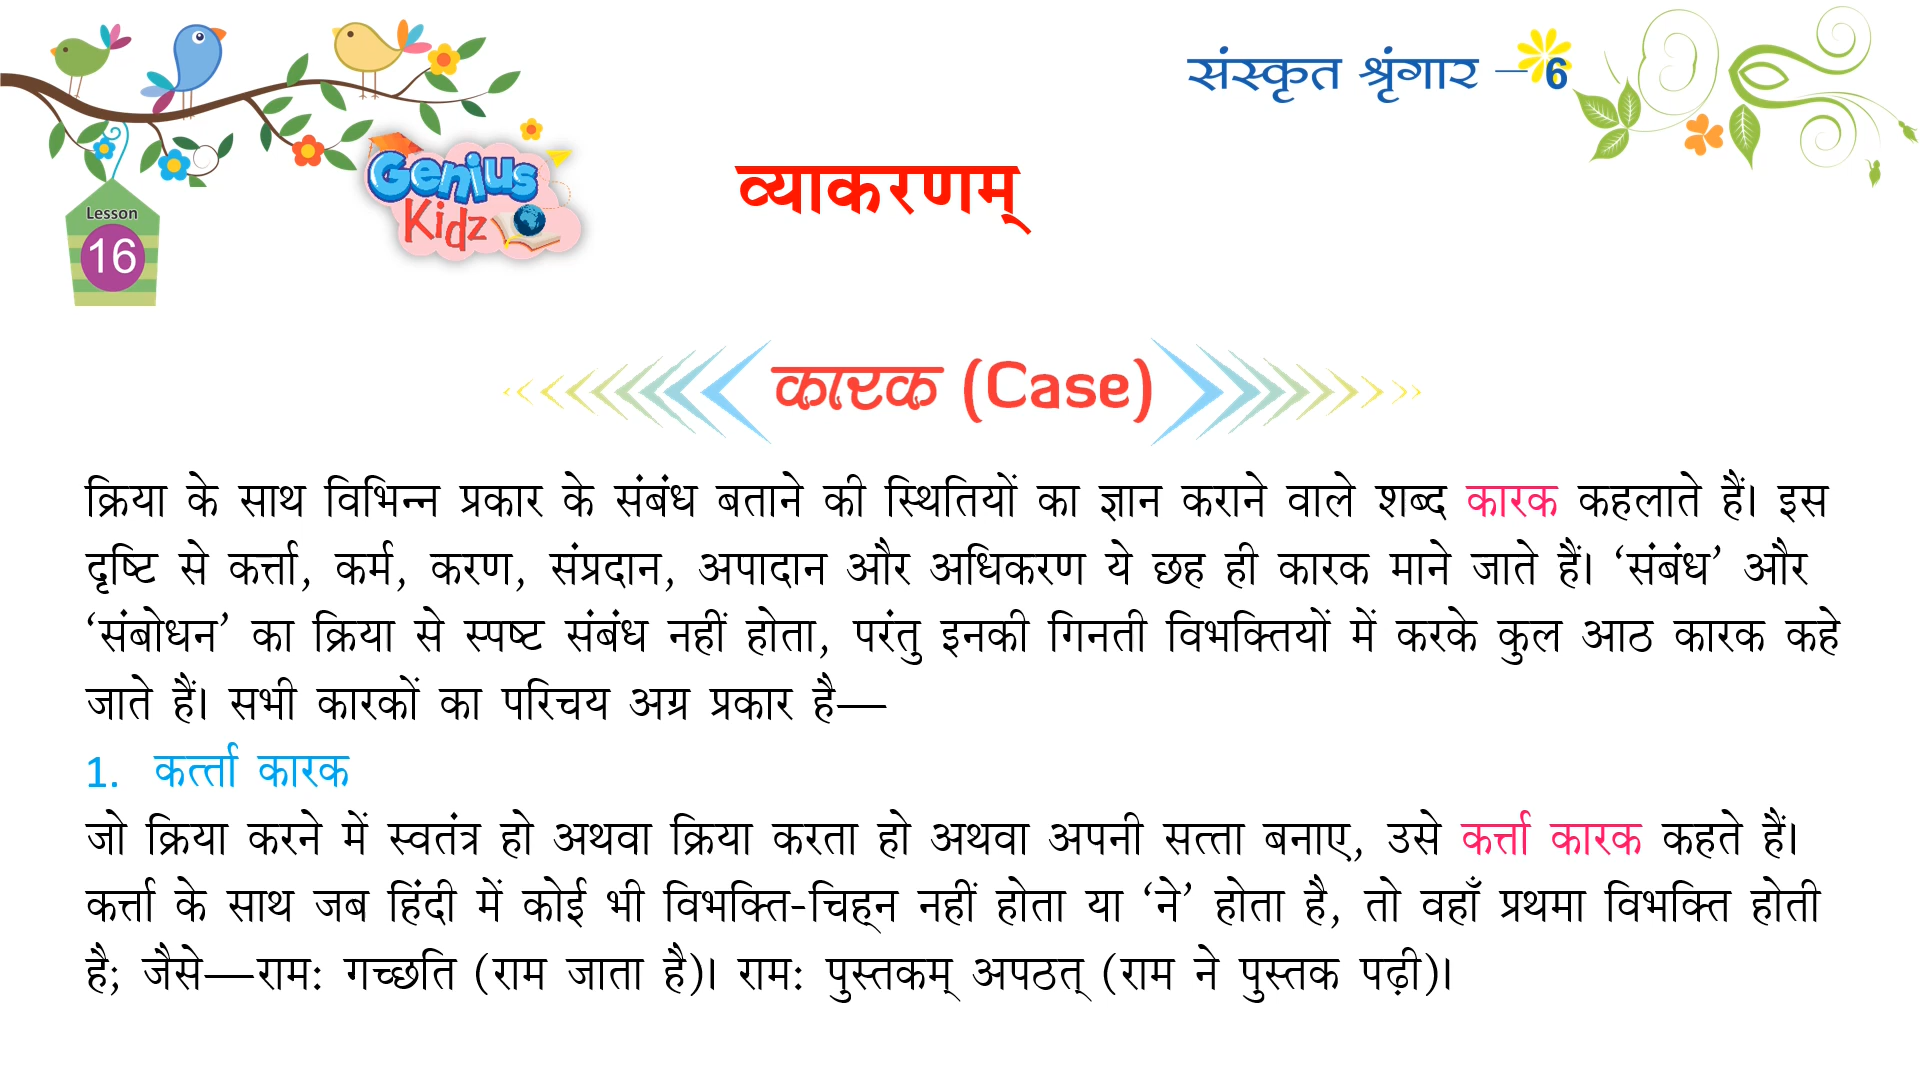 संस्कृत श्रृंगार – 6
Genius
Kidz
व्याकरणम्
Lesson
16
कारक (Case)
क्रिया के साथ विभिन्न प्रकार के संबंध बताने की स्थितियों का ज्ञान कराने वाले शब्द कारक कहलाते हैं। इस
दृष्टि से कर्त्ता, कर्म, करण, संप्रदान, अपादान और अधिकरण ये छह ही कारक माने जाते हैं। ‘संबंध’ और
‘संबोधन’ का क्रिया से स्पष्ट संबंध नहीं होता, परंतु इनकी गिनती विभक्तियों में करके कुल आठ कारक कहे
जाते हैं। सभी कारकों का परिचय अग्र प्रकार है—
1. कर्त्ता कारक
जो क्रिया करने में स्वतंत्र हो अथवा क्रिया करता हो अथवा अपनी सत्ता बनाए, उसे कर्त्ता कारक कहते हैं।
कर्त्ता के साथ जब हिंदी में कोई भी विभक्ति-चिह्न नहीं होता या ‘ने’ होता है, तो वहाँ प्रथमा विभक्ति होती
है; जैसे—रामः गच्छति (राम जाता है)। रामः पुस्तकम् अपठत् (राम ने पुस्तक पढ़ी)।